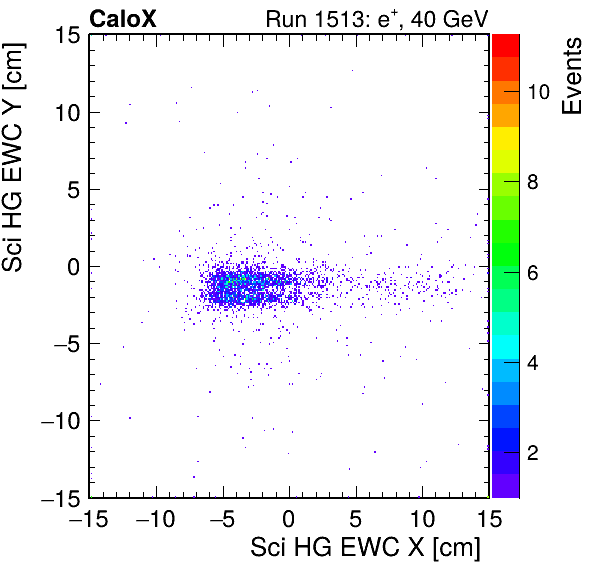 CaloX Run 1513: e⁺, 40 GeV
Sci HG EWC Y [cm]
15
10
5
0
−5
−10
−15
−15 −10 −5 0 5 10 15
Sci HG EWC X [cm]
Events
10
8
6
4
2